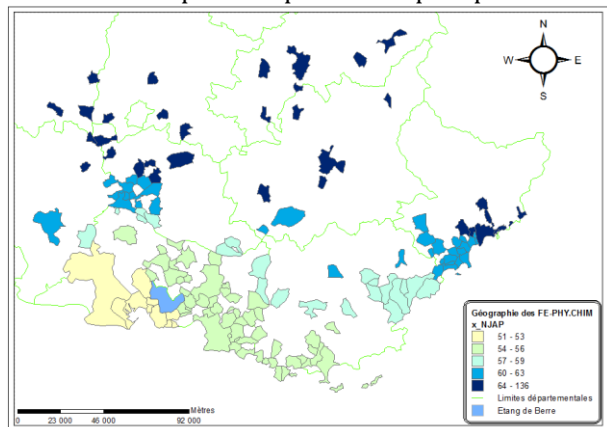 N
W E
S
Géographie des FE-PHY.CHIM
x_NJAP
51 - 53
54 - 56
57 - 59
60 - 63
64 - 136
Limites départementales
Etang de Berre
Mètres
0 23 000 46 000 92 000